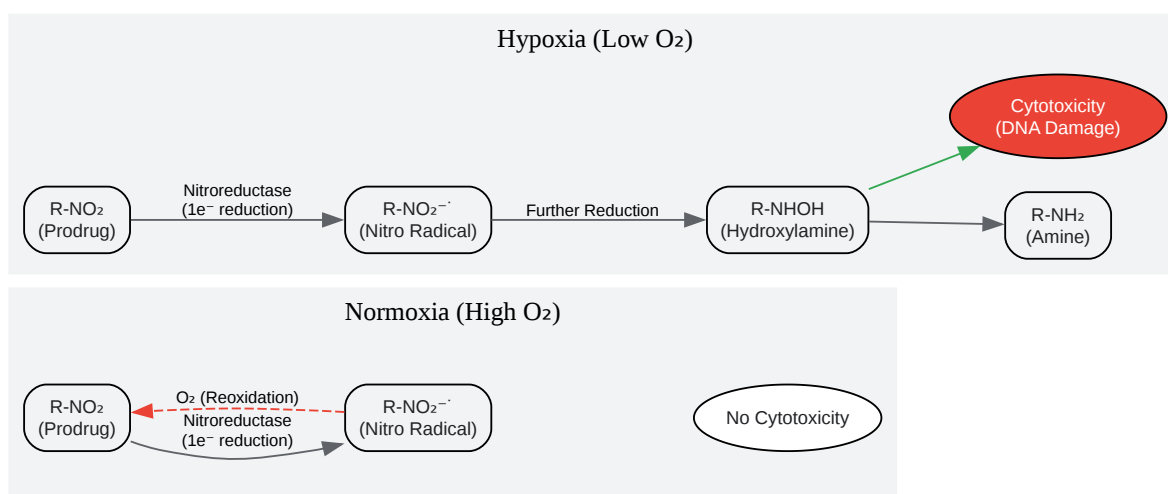 Hypoxia (Low O₂)
Cytotoxicity
(DNA Damage)
R-NO₂
(Prodrug)
Nitroreductase
(1e⁻ reduction)
R-NO₂⁻˙
(Nitro Radical)
Further Reduction
R-NHOH
(Hydroxylamine)
R-NH₂
(Amine)
Normoxia (High O₂)
R-NO₂
(Prodrug)
O₂ (Reoxidation)
Nitroreductase
(1e⁻ reduction)
R-NO₂⁻˙
(Nitro Radical)
No Cytotoxicity